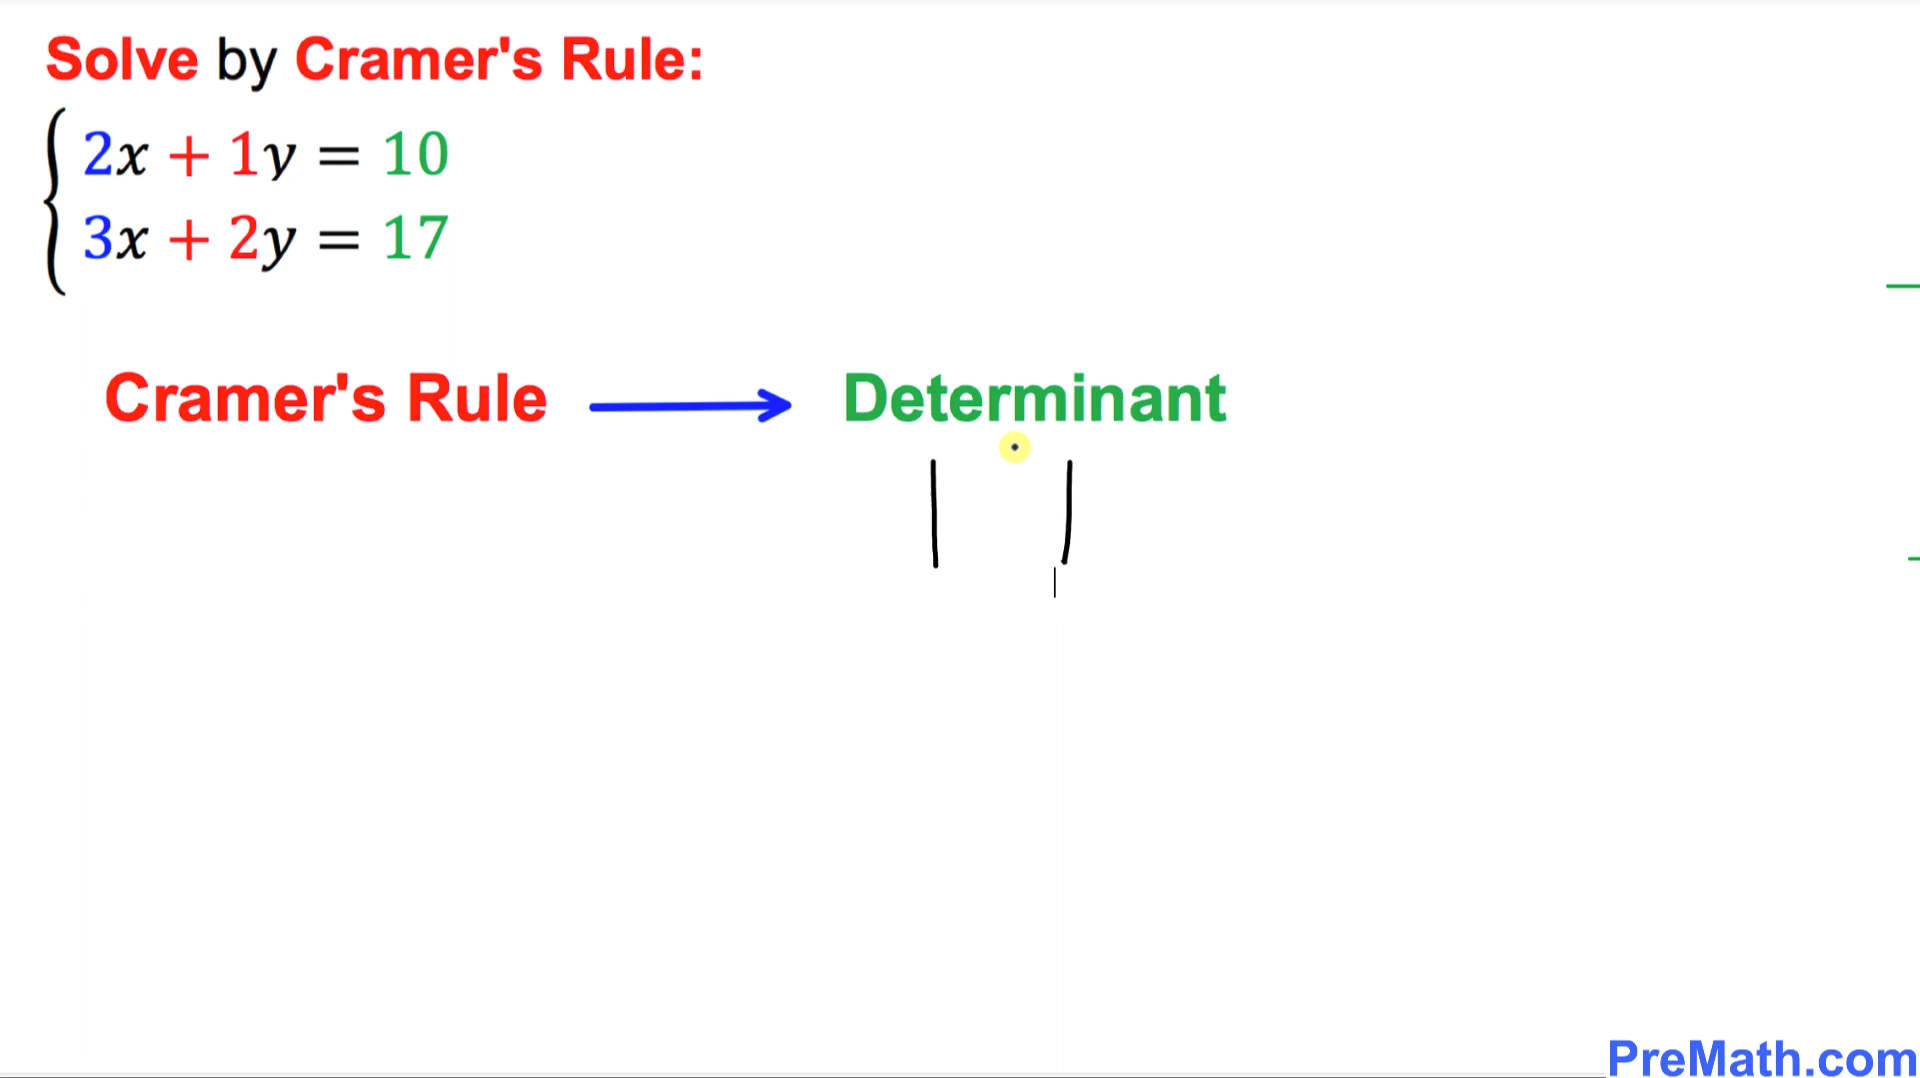 Solve by Cramer's Rule:
2x + 1y = 10
3x + 2y = 17
Cramer's Rule → Determinant
| |
PreMath.com